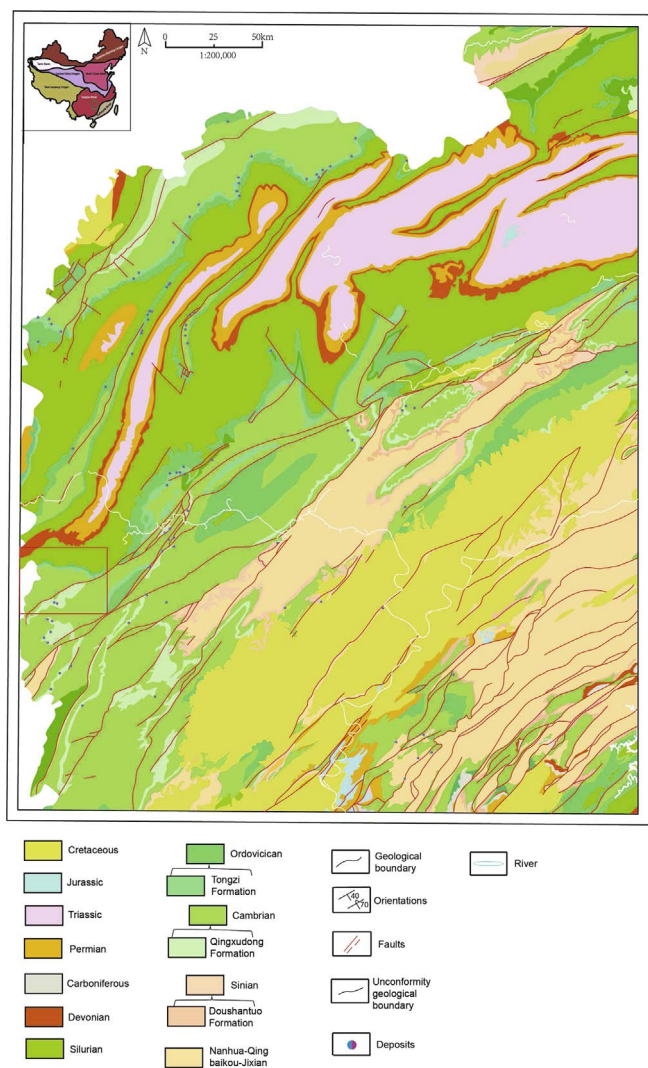 N
0 25 50km
1:200,000
Cretaceous
Jurassic
Triassic
Permian
Carboniferous
Devonian
Silurian
Ordovicican
Tongzi
Formation
Cambrian
Qingxudong
Formation
Sinian
Doushantuo
Formation
Nanhua-Qing
baikou-Jixian
Geological
boundary
40
70
Orientations
Faults
Unconformity
geological
boundary
Deposits
River